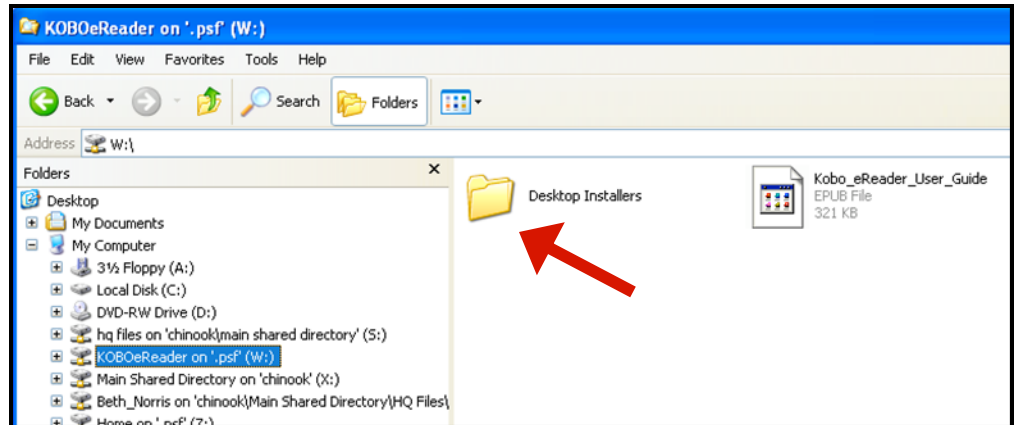 KOBOeReader on '.psf' (W:)
File Edit View Favorites Tools Help
Back Search Folders
Address W:\
Folders
Desktop
My Documents
My Computer
3½ Floppy (A:)
Local Disk (C:)
DVD-RW Drive (D:)
hq files on 'chinook\main shared directory' (S:)
KOBOeReader on '.psf' (W:)
Main Shared Directory on 'chinook' (X:)
Beth_Norris on 'chinook\Main Shared Directory\HQ Files\
Home on '.psf' (Z:)
Desktop Installers
Kobo_eReader_User_Guide
EPUB File
321 KB